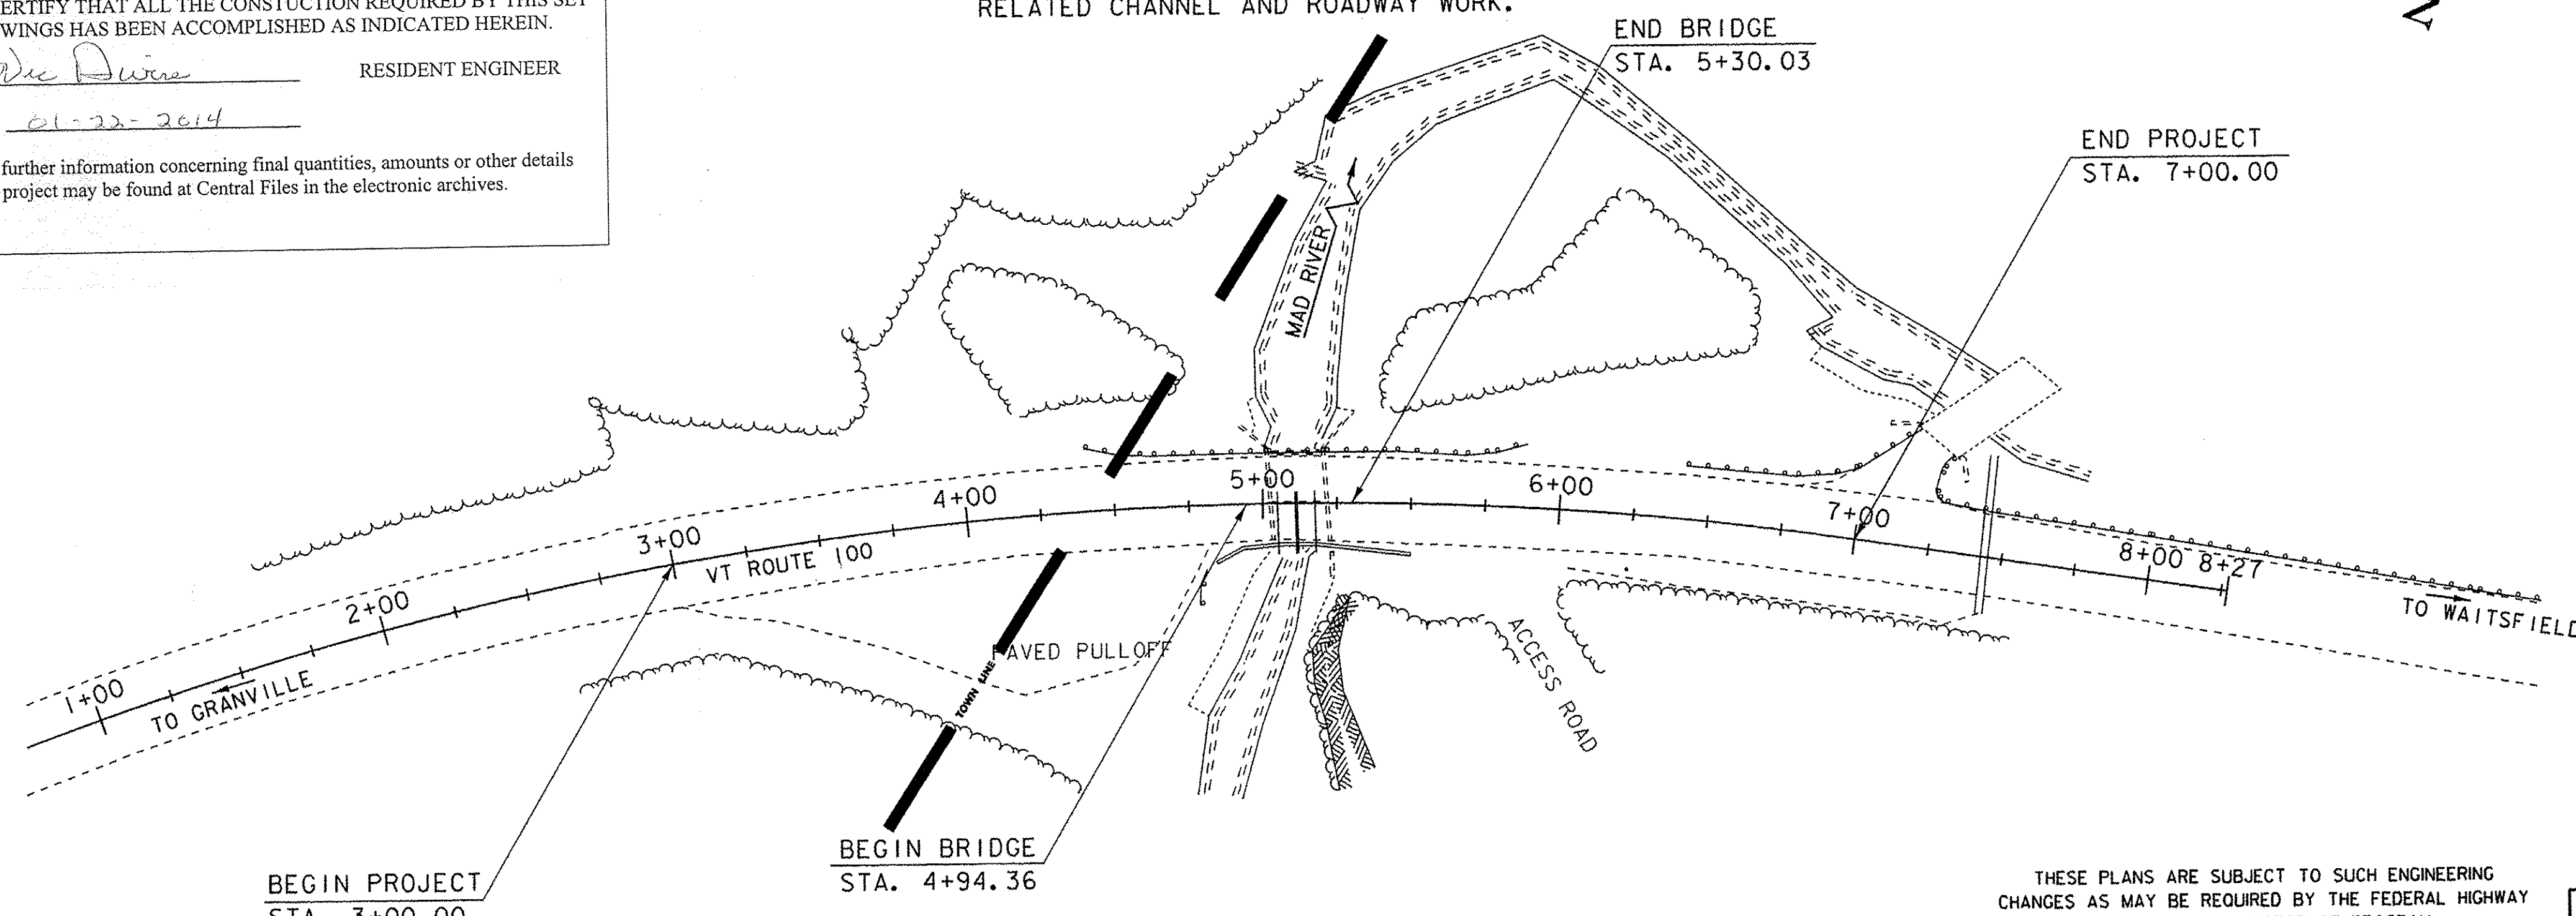 ERTIFY THAT ALL THE CONSTUCTION REQUIRED BY THIS SET
WINGS HAS BEEN ACCOMPLISHED AS INDICATED HEREIN.
RESIDENT ENGINEER
01-22-2014
further information concerning final quantities, amounts or other details
project may be found at Central Files in the electronic archives.
RELATED CHANNEL AND ROADWAY WORK.
END BRIDGE
STA. 5+30.03
END PROJECT
STA. 7+00.00
MAD RIVER
1+00
2+00
3+00
4+00
5+00
6+00
7+00
8+00 8+27
VT ROUTE 100
TO GRANVILLE
TO WAITSFIELD
TOWN LINE
PAVED PULLOFF
ACCESS ROAD
BEGIN BRIDGE
STA. 4+94.36
BEGIN PROJECT
STA. 3+00.00
THESE PLANS ARE SUBJECT TO SUCH ENGINEERING
CHANGES AS MAY BE REQUIRED BY THE FEDERAL HIGHWAY